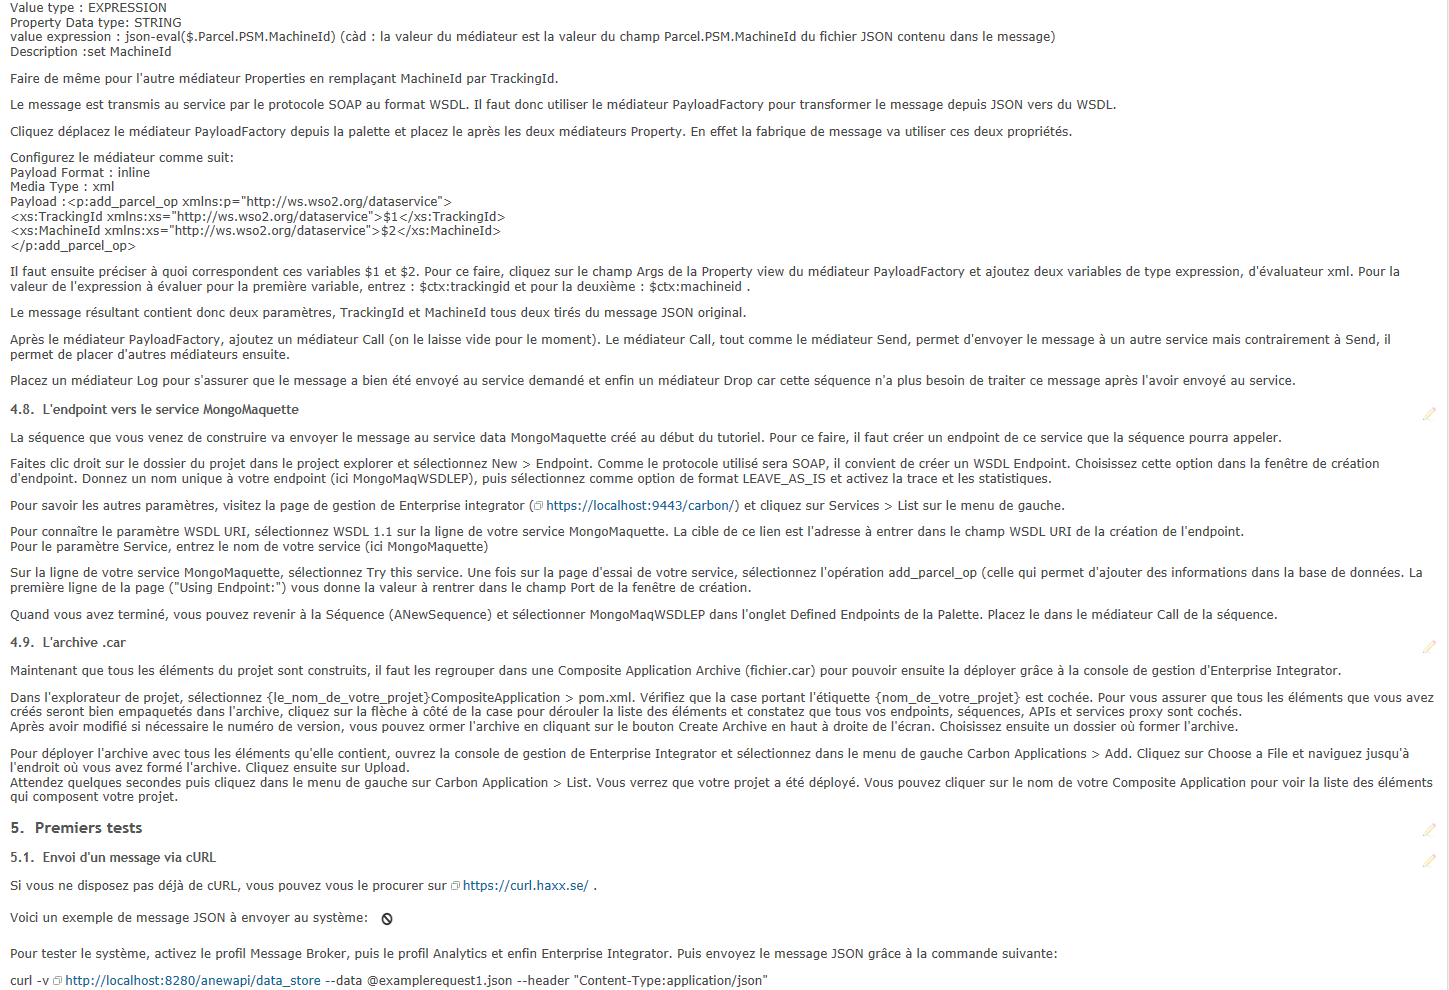 Value type : EXPRESSION
Property Data type: STRING
value expression : json-eval($.Parcel.PSM.MachineId) (càd : la valeur du médiateur est la valeur du champ Parcel.PSM.MachineId du fichier JSON contenu dans le message)
Description :set MachineId
Faire de même pour l'autre médiateur Properties en remplaçant MachineId par TrackingId.
Le message est transmis au service par le protocole SOAP au format WSDL. Il faut donc utiliser le médiateur PayloadFactory pour transformer le message depuis JSON vers du WSDL.
Cliquez déplacez le médiateur PayloadFactory depuis la palette et placez le après les deux médiateurs Property. En effet la fabrique de message va utiliser ces deux propriétés.
Configurez le médiateur comme suit:
Payload Format : inline
Media Type : xml
Payload :<p:add_parcel_op xmlns:p="http://ws.wso2.org/dataservice">
<xs:TrackingId xmlns:xs="http://ws.wso2.org/dataservice">$1</xs:TrackingId>
<xs:MachineId xmlns:xs="http://ws.wso2.org/dataservice">$2</xs:MachineId>
</p:add_parcel_op>
Il faut ensuite préciser à quoi correspondent ces variables $1 et $2. Pour ce faire, cliquez sur le champ Args de la Property view du médiateur PayloadFactory et ajoutez deux variables de type expression, d'évaluateur xml. Pour la
valeur de l'expression à évaluer pour la première variable, entrez : $ctx:trackingid et pour la deuxième : $ctx:machineid .
Le message résultant contient donc deux paramètres, TrackingId et MachineId tous deux tirés du message JSON original.
Après le médiateur PayloadFactory, ajoutez un médiateur Call (on le laisse vide pour le moment). Le médiateur Call, tout comme le médiateur Send, permet d'envoyer le message à un autre service mais contrairement à Send, il
permet de placer d'autres médiateurs ensuite.
Placez un médiateur Log pour s'assurer que le message a bien été envoyé au service demandé et enfin un médiateur Drop car cette séquence n'a plus besoin de traiter ce message après l'avoir envoyé au service.
4.8. L'endpoint vers le service MongoMaquette
La séquence que vous venez de construire va envoyer le message au service data MongoMaquette créé au début du tutoriel. Pour ce faire, il faut créer un endpoint de ce service que la séquence pourra appeler.
Faites clic droit sur le dossier du projet dans le project explorer et sélectionnez New > Endpoint. Comme le protocole utilisé sera SOAP, il convient de créer un WSDL Endpoint. Choisissez cette option dans la fenêtre de création
d'endpoint. Donnez un nom unique à votre endpoint (ici MongoMaqWSDLEP), puis sélectionnez comme option de format LEAVE_AS_IS et activez la trace et les statistiques.
Pour savoir les autres paramètres, visitez la page de gestion de Enterprise integrator (https://localhost:9443/carbon/) et cliquez sur Services > List sur le menu de gauche.
Pour connaître le paramètre WSDL URI, sélectionnez WSDL 1.1 sur la ligne de votre service MongoMaquette. La cible de ce lien est l'adresse à entrer dans le champ WSDL URI de la création de l'endpoint.
Pour le paramètre Service, entrez le nom de votre service (ici MongoMaquette)
Sur la ligne de votre service MongoMaquette, sélectionnez Try this service. Une fois sur la page d'essai de votre service, sélectionnez l'opération add_parcel_op (celle qui permet d'ajouter des informations dans la base de données. La
première ligne de la page ("Using Endpoint:") vous donne la valeur à rentrer dans le champ Port de la fenêtre de création.
Quand vous avez terminé, vous pouvez revenir à la Séquence (ANewSequence) et sélectionner MongoMaqWSDLEP dans l'onglet Defined Endpoints de la Palette. Placez le dans le médiateur Call de la séquence.
4.9. L'archive .car
Maintenant que tous les éléments du projet sont construits, il faut les regrouper dans une Composite Application Archive (fichier.car) pour pouvoir ensuite la déployer grâce à la console de gestion d'Enterprise Integrator.
Dans l'explorateur de projet, sélectionnez {le_nom_de_votre_projet}CompositeApplication > pom.xml. Vérifiez que la case portant l'étiquette {nom_de_votre_projet} est cochée. Pour vous assurer que tous les éléments que vous avez
créés seront bien empaquetés dans l'archive, cliquez sur la flèche à côté de la case pour dérouler la liste des éléments et constatez que tous vos endpoints, séquences, APIs et services proxy sont cochés.
Après avoir modifié si nécessaire le numéro de version, vous pouvez ormer l'archive en cliquant sur le bouton Create Archive en haut à droite de l'écran. Choisissez ensuite un dossier où former l'archive.
Pour déployer l'archive avec tous les éléments qu'elle contient, ouvrez la console de gestion de Enterprise Integrator et sélectionnez dans le menu de gauche Carbon Applications > Add. Cliquez sur Choose a File et naviguez jusqu'à
l'endroit où vous avez formé l'archive. Cliquez ensuite sur Upload.
Attendez quelques secondes puis cliquez dans le menu de gauche sur Carbon Application > List. Vous verrez que votre projet a été déployé. Vous pouvez cliquer sur le nom de votre Composite Application pour voir la liste des éléments
qui composent votre projet.
5. Premiers tests
5.1. Envoi d'un message via cURL
Si vous ne disposez pas déjà de cURL, vous pouvez vous le procurer sur https://curl.haxx.se/ .
Voici un exemple de message JSON à envoyer au système:
Pour tester le système, activez le profil Message Broker, puis le profil Analytics et enfin Enterprise Integrator. Puis envoyez le message JSON grâce à la commande suivante:
curl -v http://localhost:8280/anewapi/data_store --data @examplerequest1.json --header "Content-Type:application/json"